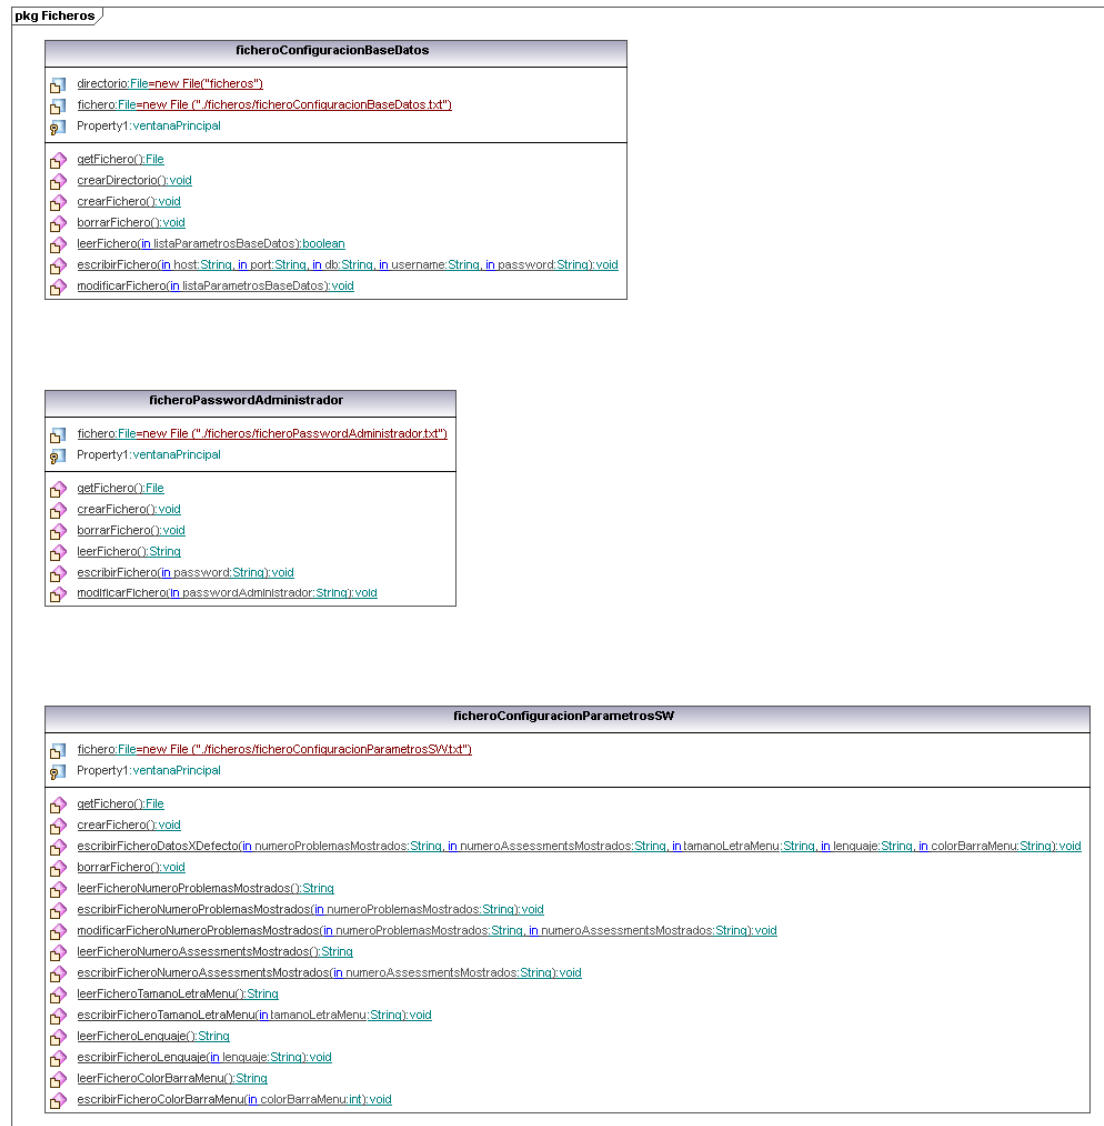 pkg Ficheros
ficheroConfiguracionBaseDatos
directorio:File=new File("ficheros")
fichero:File=new File ("./ficheros/ficheroConfiguracionBaseDatos.txt")
Property1:ventanaPrincipal
getFichero():File
crearDirectorio():void
crearFichero():void
borrarFichero():void
leerFichero(in listaParametrosBaseDatos):boolean
escribirFichero(in host:String, in port:String, in db:String, in username:String, in password:String):void
modificarFichero(in listaParametrosBaseDatos):void
ficheroPasswordAdministrador
fichero:File=new File ("./ficheros/ficheroPasswordAdministrador.txt")
Property1:ventanaPrincipal
getFichero():File
crearFichero():void
borrarFichero():void
leerFichero():String
escribirFichero(in password:String):void
modificarFichero(in passwordAdministrador:String):void
ficheroConfiguracionParametrosSW
fichero:File=new File ("./ficheros/ficheroConfiguracionParametrosSW.txt")
Property1:ventanaPrincipal
getFichero():File
crearFichero():void
escribirFicheroDatosXDefecto(in numeroProblemasMostrados:String, in numeroAssessmentsMostrados:String, in tamanoLetraMenu:String, in lenguaje:String, in colorBarraMenu:String):void
borrarFichero():void
leerFicheroNumeroProblemasMostrados():String
escribirFicheroNumeroProblemasMostrados(in numeroProblemasMostrados:String):void
modificarFicheroNumeroProblemasMostrados(in numeroProblemasMostrados:String, in numeroAssessmentsMostrados:String):void
leerFicheroNumeroAssessmentsMostrados():String
escribirFicheroNumeroAssessmentsMostrados(in numeroAssessmentsMostrados:String):void
leerFicheroTamanoLetraMenu():String
escribirFicheroTamanoLetraMenu(in tamanoLetraMenu:String):void
leerFicheroLenguaje():String
escribirFicheroLenguaje(in lenguaje:String):void
leerFicheroColorBarraMenu():String
escribirFicheroColorBarraMenu(in colorBarraMenu:int):void